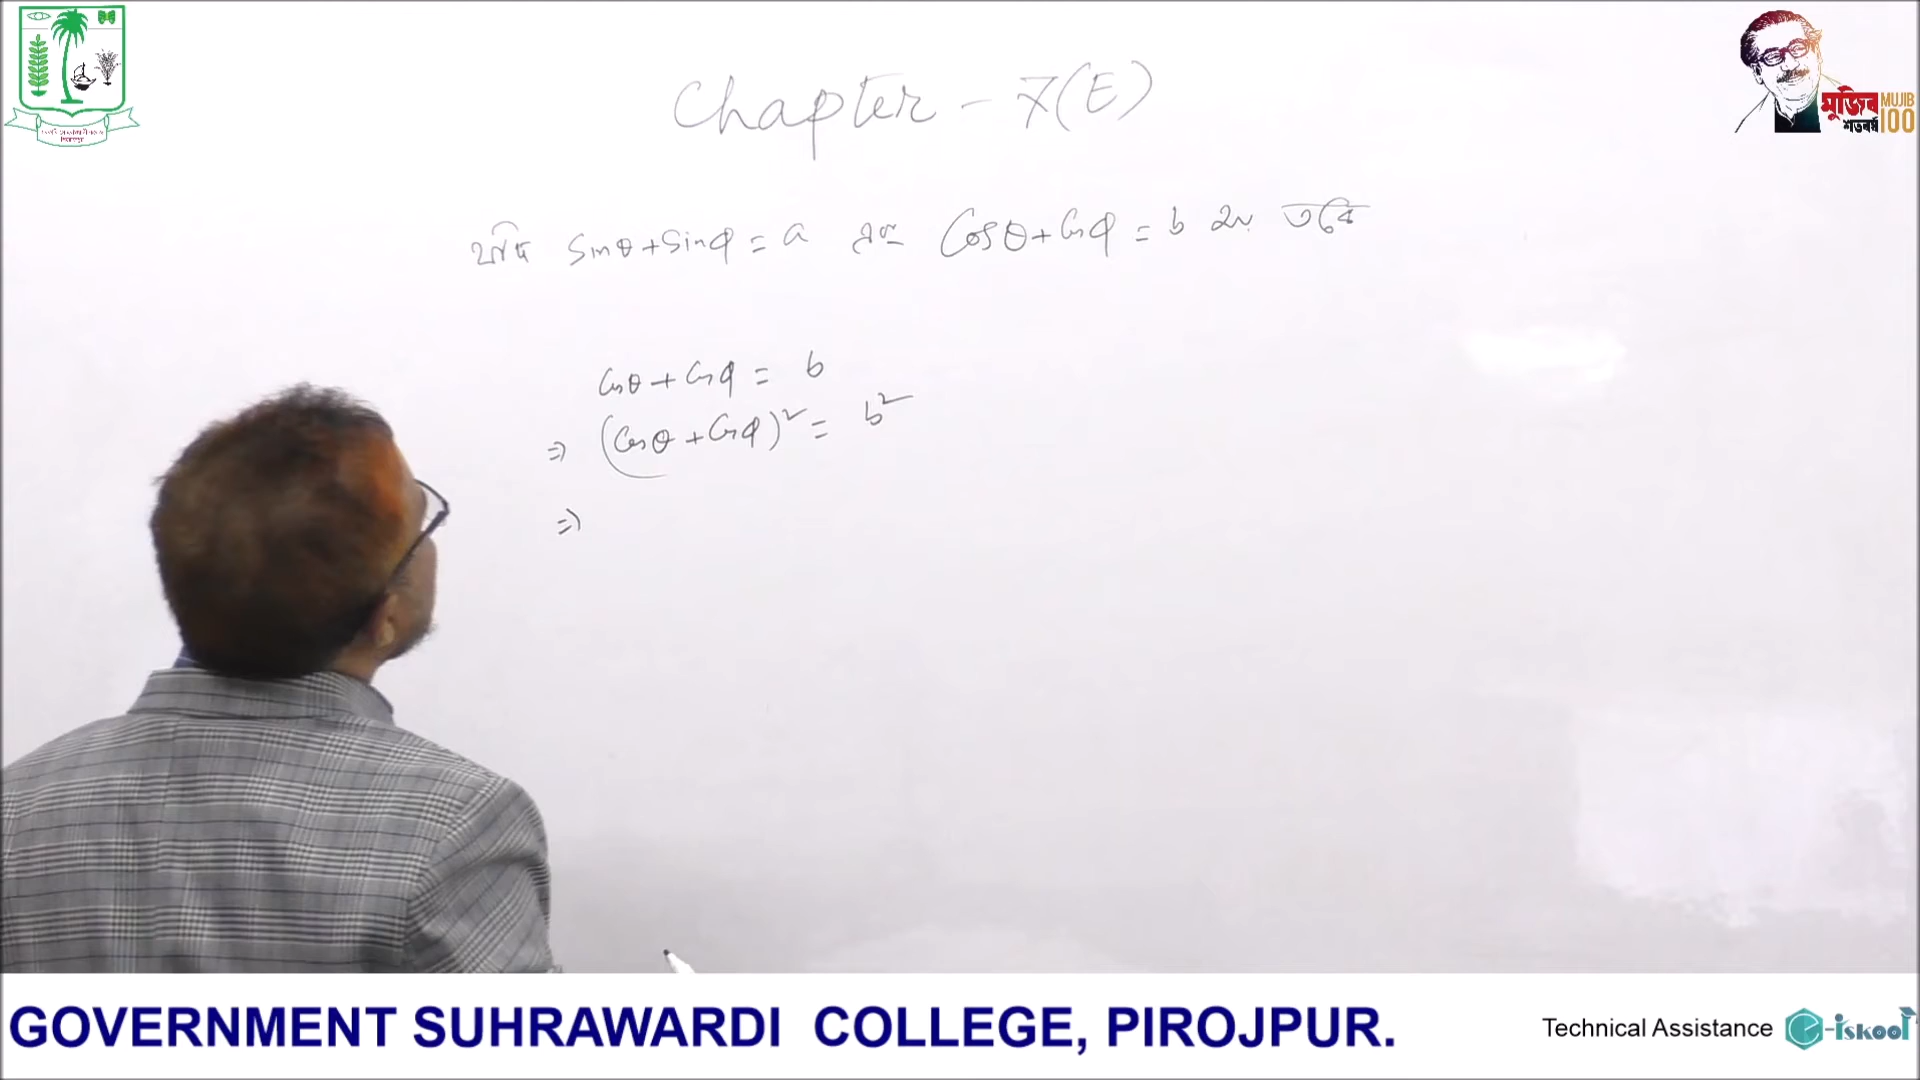 Chapter - 7(E)
যদি Sinθ + Sinφ = a এবং Cosθ + Cosφ = b হয় তবে
Cosθ + Cosφ = b
⇒ (Cosθ + Cosφ)² = b²
⇒
মুজিব
শতবর্ষ
MUJIB
100
GOVERNMENT SUHRAWARDI COLLEGE, PIROJPUR.
Technical Assistance e-iskool